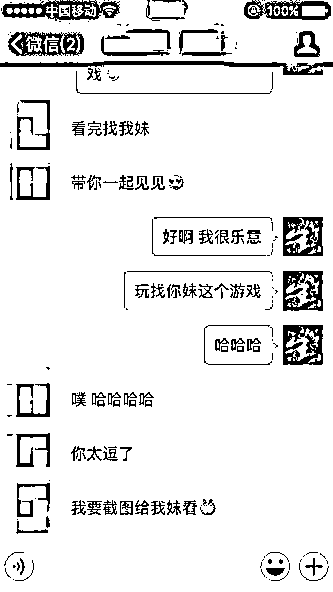 中国移动 100%
微信(2)
戏
看完找我妹
带你一起见见
好啊 我很乐意
玩找你妹这个游戏
哈哈哈
噗 哈哈哈哈
你太逗了
我要截图给我妹看